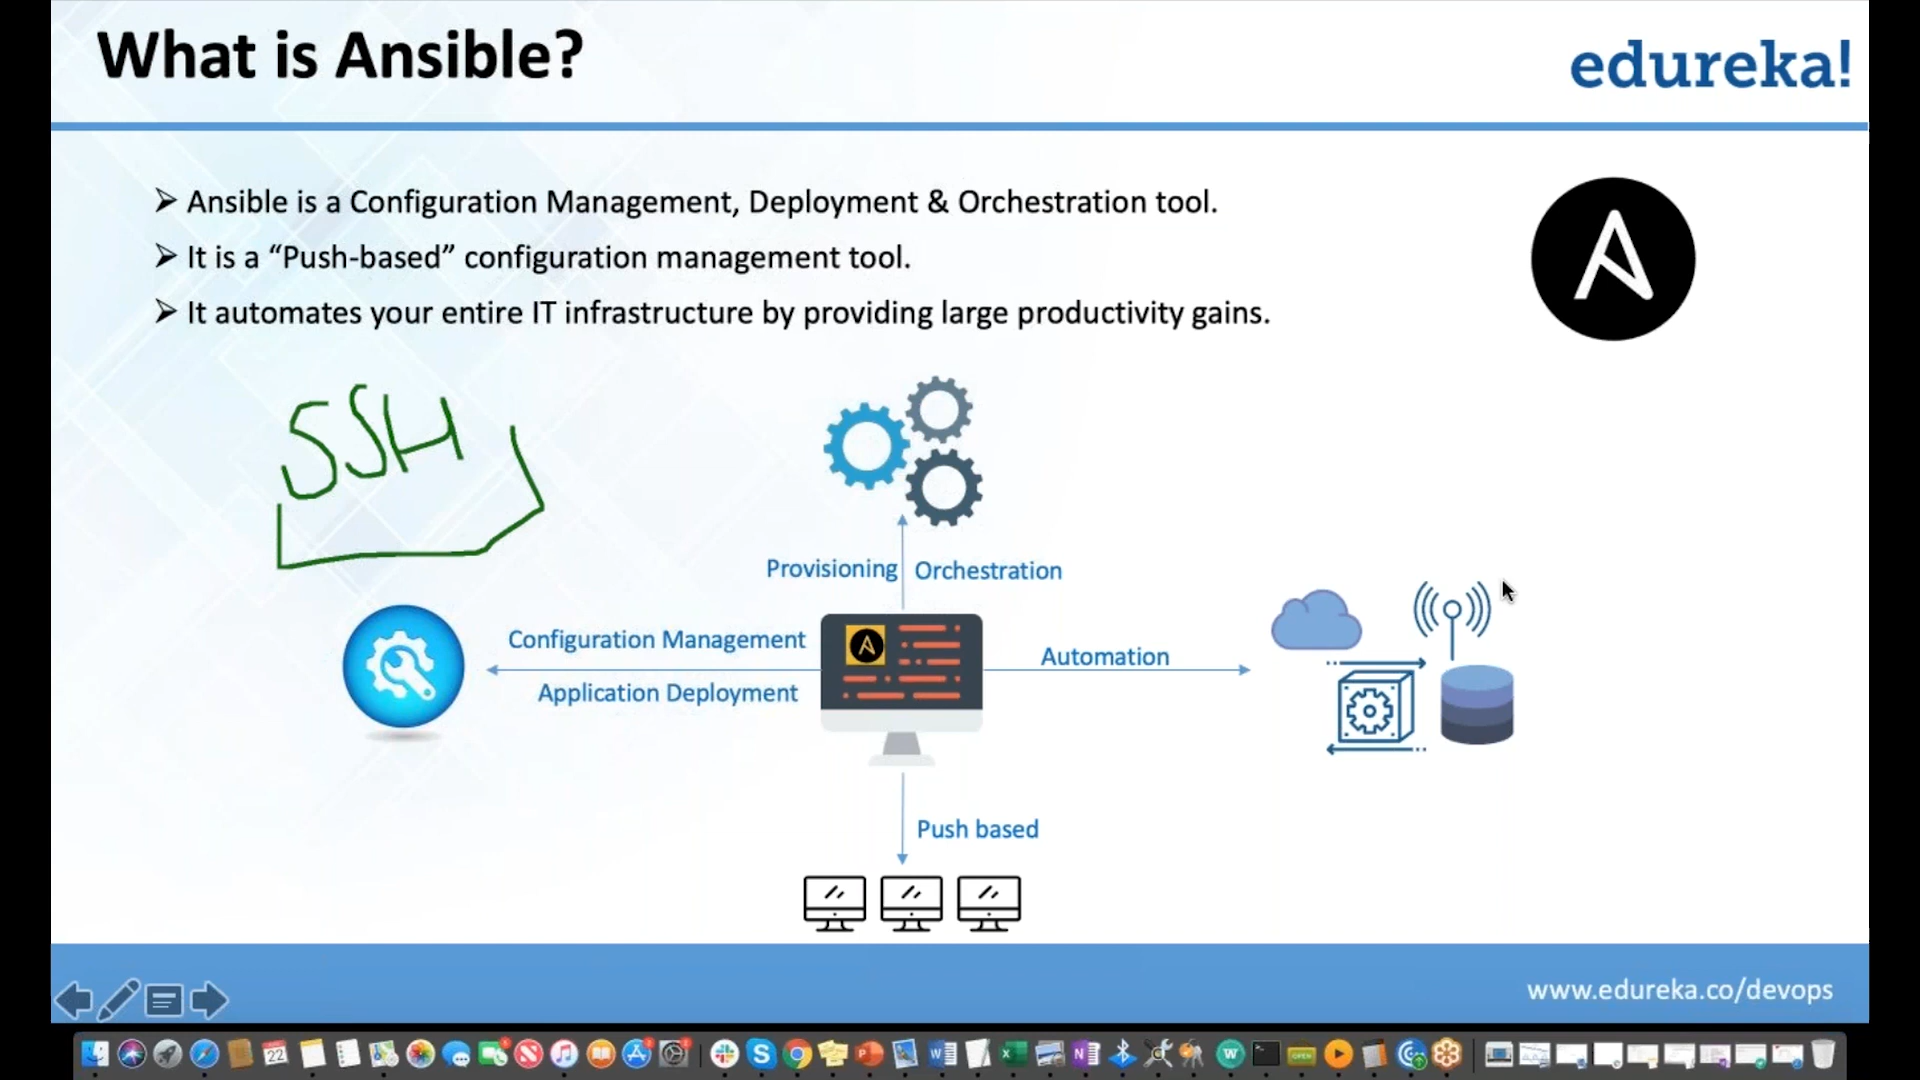 What is Ansible?
edureka!
➢ Ansible is a Configuration Management, Deployment & Orchestration tool.
➢ It is a “Push-based” configuration management tool.
➢ It automates your entire IT infrastructure by providing large productivity gains.
SSH
Provisioning
Orchestration
Configuration Management
Application Deployment
Automation
Push based
www.edureka.co/devops
22
OPEN